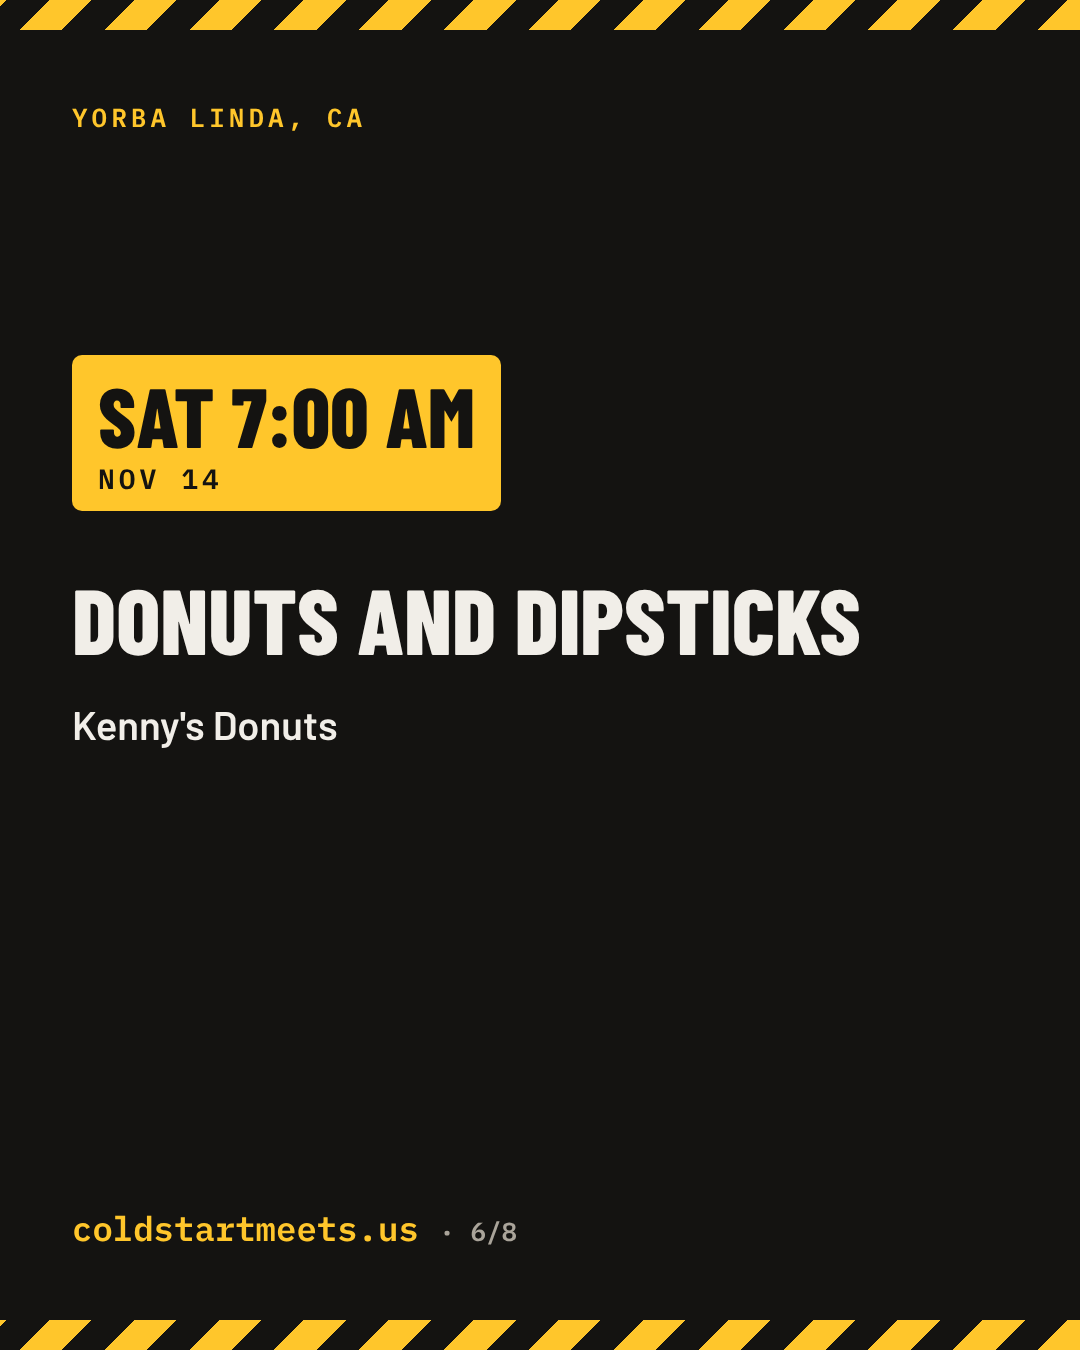 YORBA LINDA, CA
SAT 7:00 AM
NOV 14
DONUTS AND DIPSTICKS
Kenny's Donuts
coldstartmeets.us · 6/8